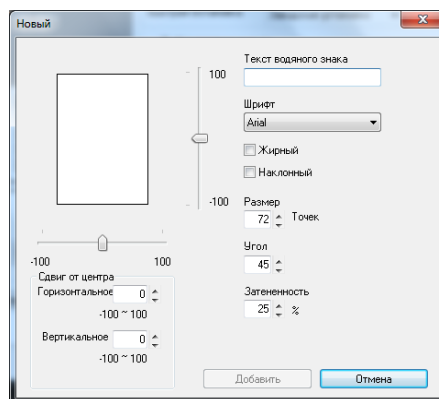 Новый
Текст водяного знака
100
Шрифт
Arial
Жирный
Наклонный
-100
Размер
72 Точек
-100 100
Угол
45
Сдвиг от центра
Горизонтальное 0
-100 ~ 100
Затененность
25 %
Вертикальное 0
-100 ~ 100
Добавить
Отмена